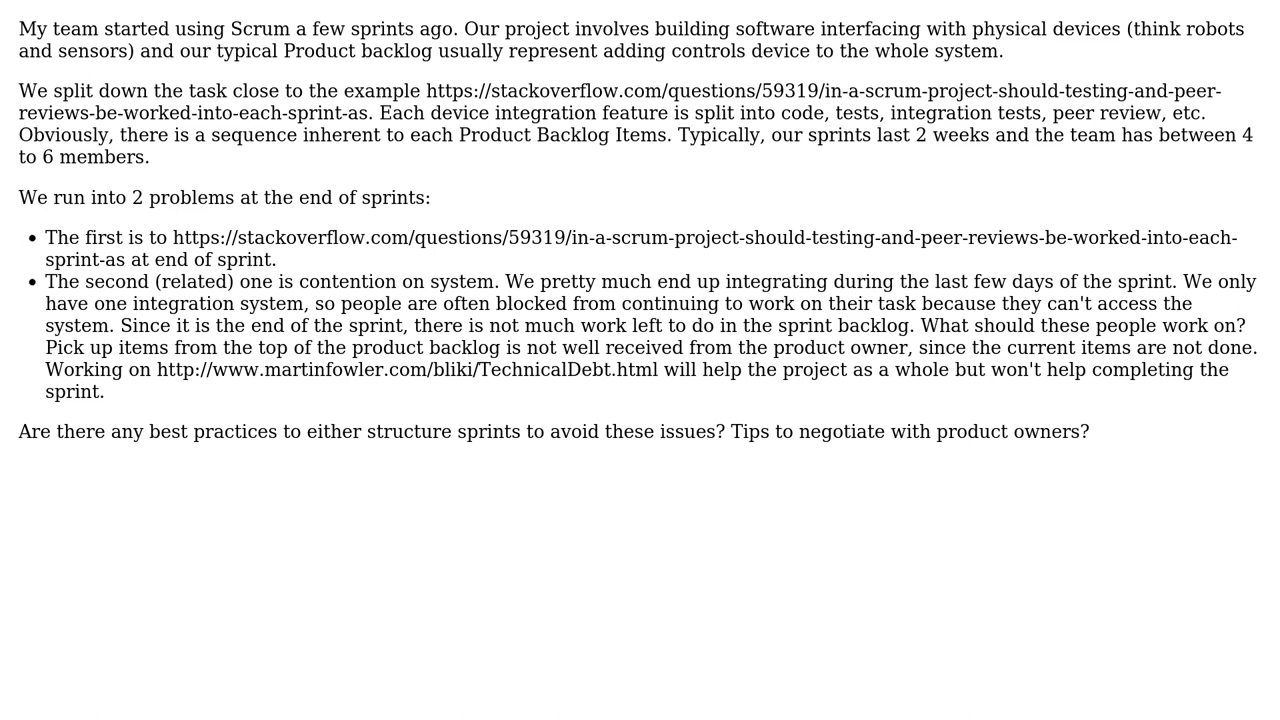 My team started using Scrum a few sprints ago. Our project involves building software interfacing with physical devices (think robots
and sensors) and our typical Product backlog usually represent adding controls device to the whole system.
We split down the task close to the example https://stackoverflow.com/questions/59319/in-a-scrum-project-should-testing-and-peer-
reviews-be-worked-into-each-sprint-as. Each device integration feature is split into code, tests, integration tests, peer review, etc.
Obviously, there is a sequence inherent to each Product Backlog Items. Typically, our sprints last 2 weeks and the team has between 4
to 6 members.
We run into 2 problems at the end of sprints:
• The first is to https://stackoverflow.com/questions/59319/in-a-scrum-project-should-testing-and-peer-reviews-be-worked-into-each-
sprint-as at end of sprint.
• The second (related) one is contention on system. We pretty much end up integrating during the last few days of the sprint. We only
have one integration system, so people are often blocked from continuing to work on their task because they can't access the
system. Since it is the end of the sprint, there is not much work left to do in the sprint backlog. What should these people work on?
Pick up items from the top of the product backlog is not well received from the product owner, since the current items are not done.
Working on http://www.martinfowler.com/bliki/TechnicalDebt.html will help the project as a whole but won't help completing the
sprint.
Are there any best practices to either structure sprints to avoid these issues? Tips to negotiate with product owners?